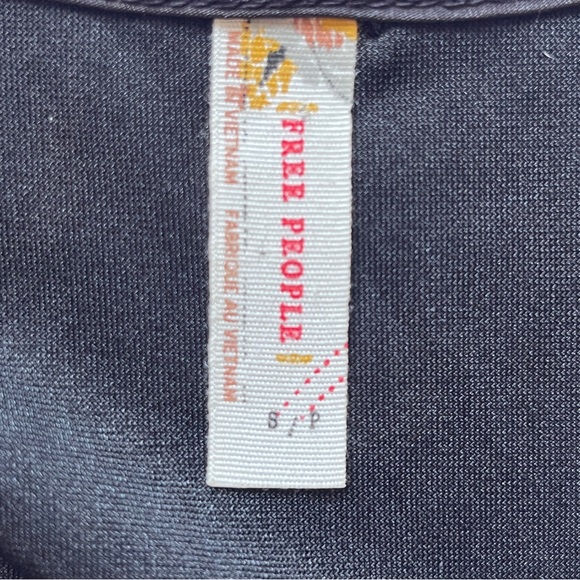 FREE PEOPLE
MADE IN VIETNAM FABRIQUÉ AU VIETNAM
S/P